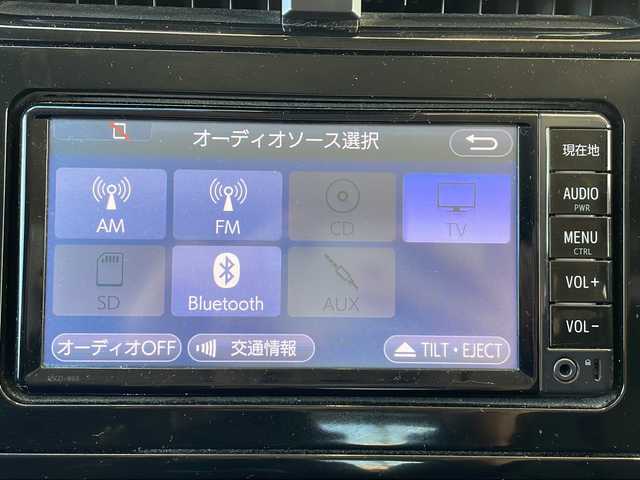 オーディオソース選択
AM
FM
CD
TV
SD
Bluetooth
AUX
オーディオOFF
交通情報
TILT・EJECT
現在地
AUDIO
PWR
MENU
CTRL
VOL+
VOL-